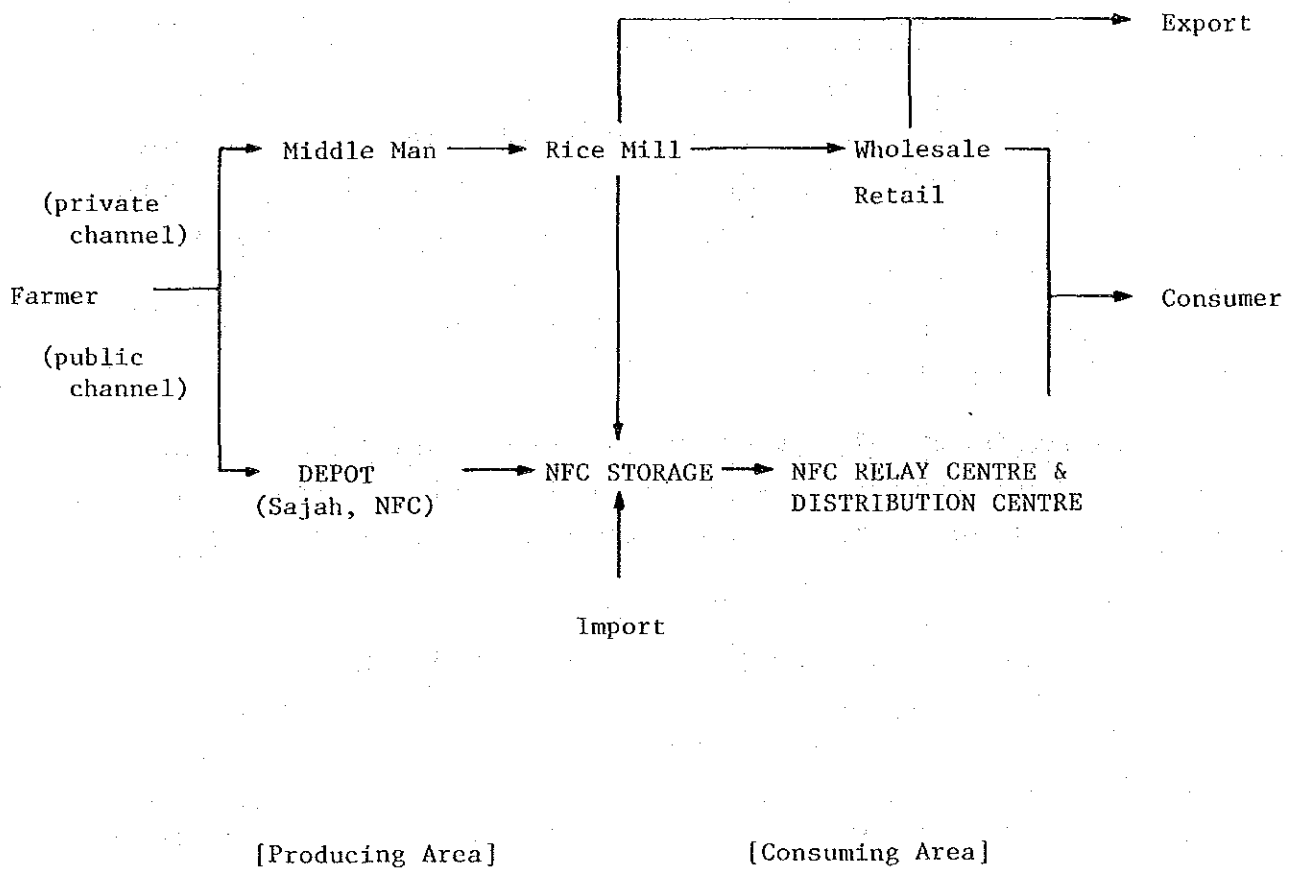 Export
Middle Man
Rice Mill
Wholesale
Retail
(private
channel)
Farmer
Consumer
(public
channel)
DEPOT
(Sajah, NFC)
NFC STORAGE
NFC RELAY CENTRE &
DISTRIBUTION CENTRE
Import
[Producing Area]
[Consuming Area]